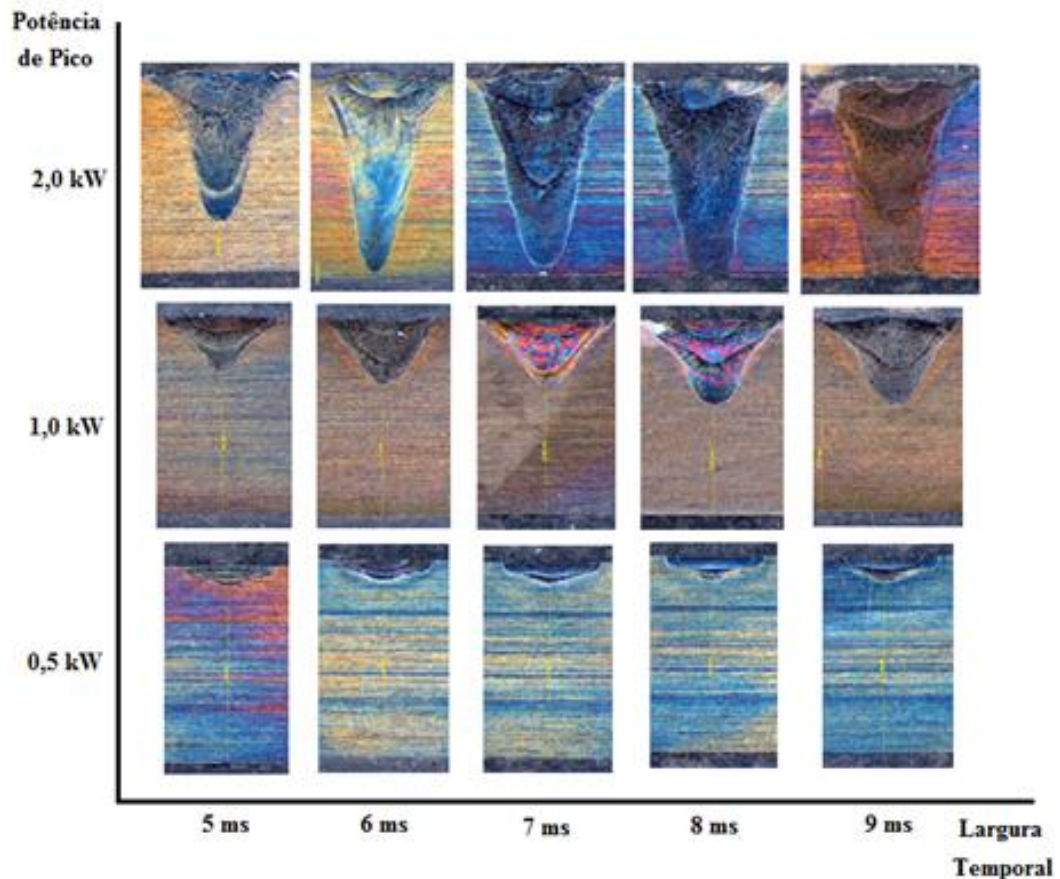 Potência
de Pico
2,0 kW
1,0 kW
0,5 kW
5 ms
6 ms
7 ms
8 ms
9 ms
Largura
Temporal